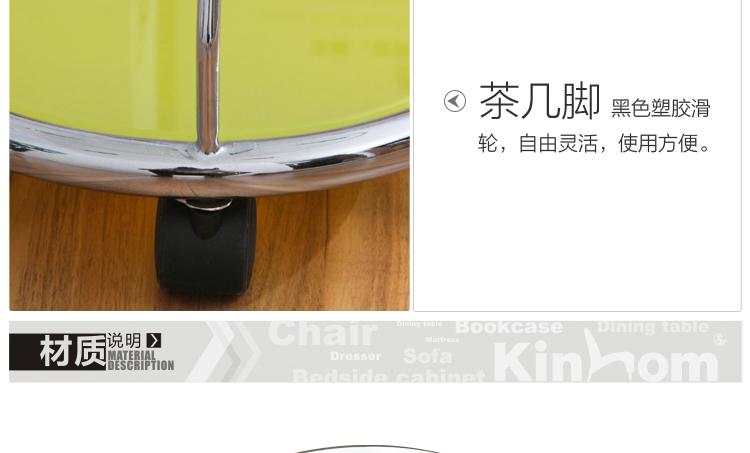 茶几脚 黑色塑胶滑
轮，自由灵活，使用方便。
材质说明
MATERIAL
DESCRIPTION
Chair
Dining table
Bookcase
Dining table
Mattress
Dresser
Sofa
Kinhom
Bedside cabinet